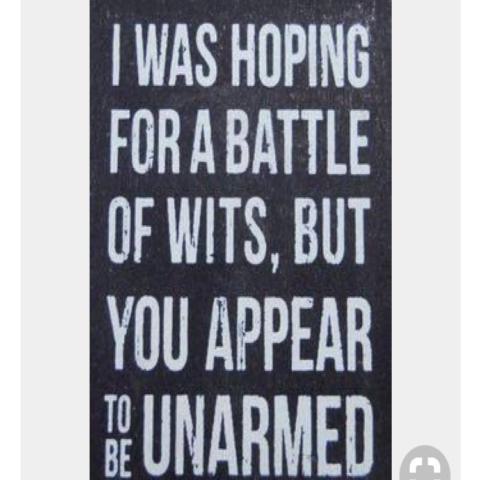 I WAS HOPING
FOR A BATTLE
OF WITS, BUT
YOU APPEAR
TO BE UNARMED